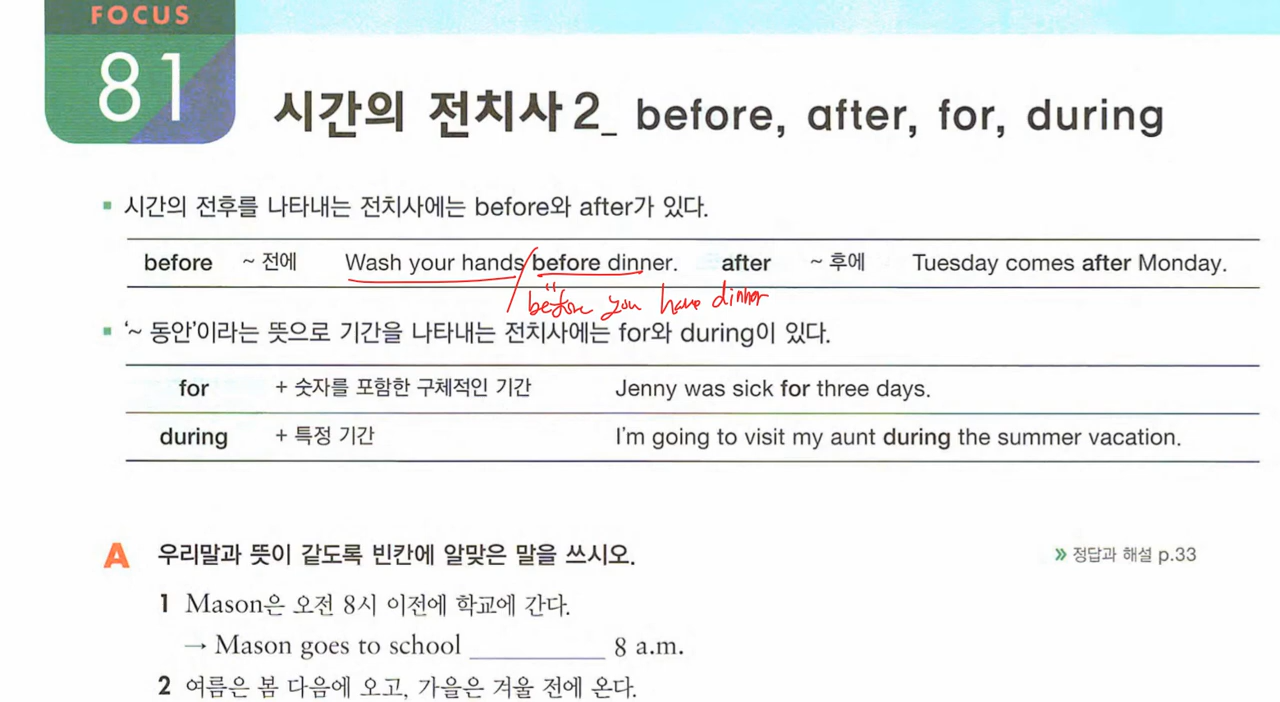 FOCUS
81
시간의 전치사 2_ before, after, for, during
▪ 시간의 전후를 나타내는 전치사에는 before와 after가 있다.
before ~ 전에 Wash your hands / before dinner. after ~ 후에 Tuesday comes after Monday.
before you have dinner
▪ '~ 동안'이라는 뜻으로 기간을 나타내는 전치사에는 for와 during이 있다.
for + 숫자를 포함한 구체적인 기간 Jenny was sick for three days.
during + 특정 기간 I'm going to visit my aunt during the summer vacation.
A 우리말과 뜻이 같도록 빈칸에 알맞은 말을 쓰시오. » 정답과 해설 p.33
1 Mason은 오전 8시 이전에 학교에 간다.
→ Mason goes to school ________ 8 a.m.
2 여름은 봄 다음에 오고, 가을은 겨울 전에 온다.